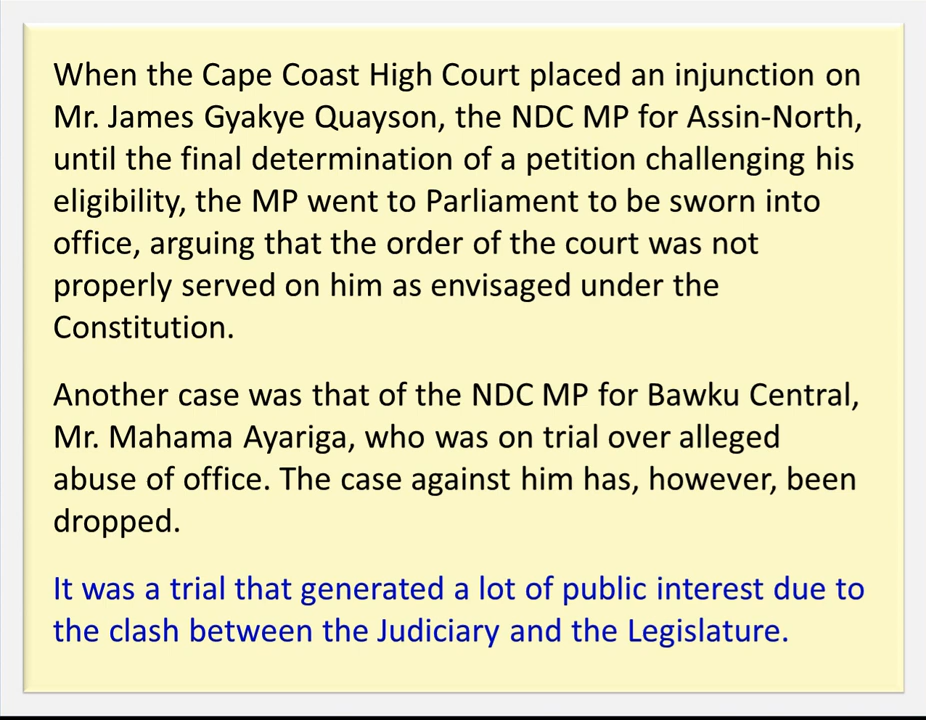 When the Cape Coast High Court placed an injunction on
Mr. James Gyakye Quayson, the NDC MP for Assin-North,
until the final determination of a petition challenging his
eligibility, the MP went to Parliament to be sworn into
office, arguing that the order of the court was not
properly served on him as envisaged under the
Constitution.
Another case was that of the NDC MP for Bawku Central,
Mr. Mahama Ayariga, who was on trial over alleged
abuse of office. The case against him has, however, been
dropped.
It was a trial that generated a lot of public interest due to
the clash between the Judiciary and the Legislature.